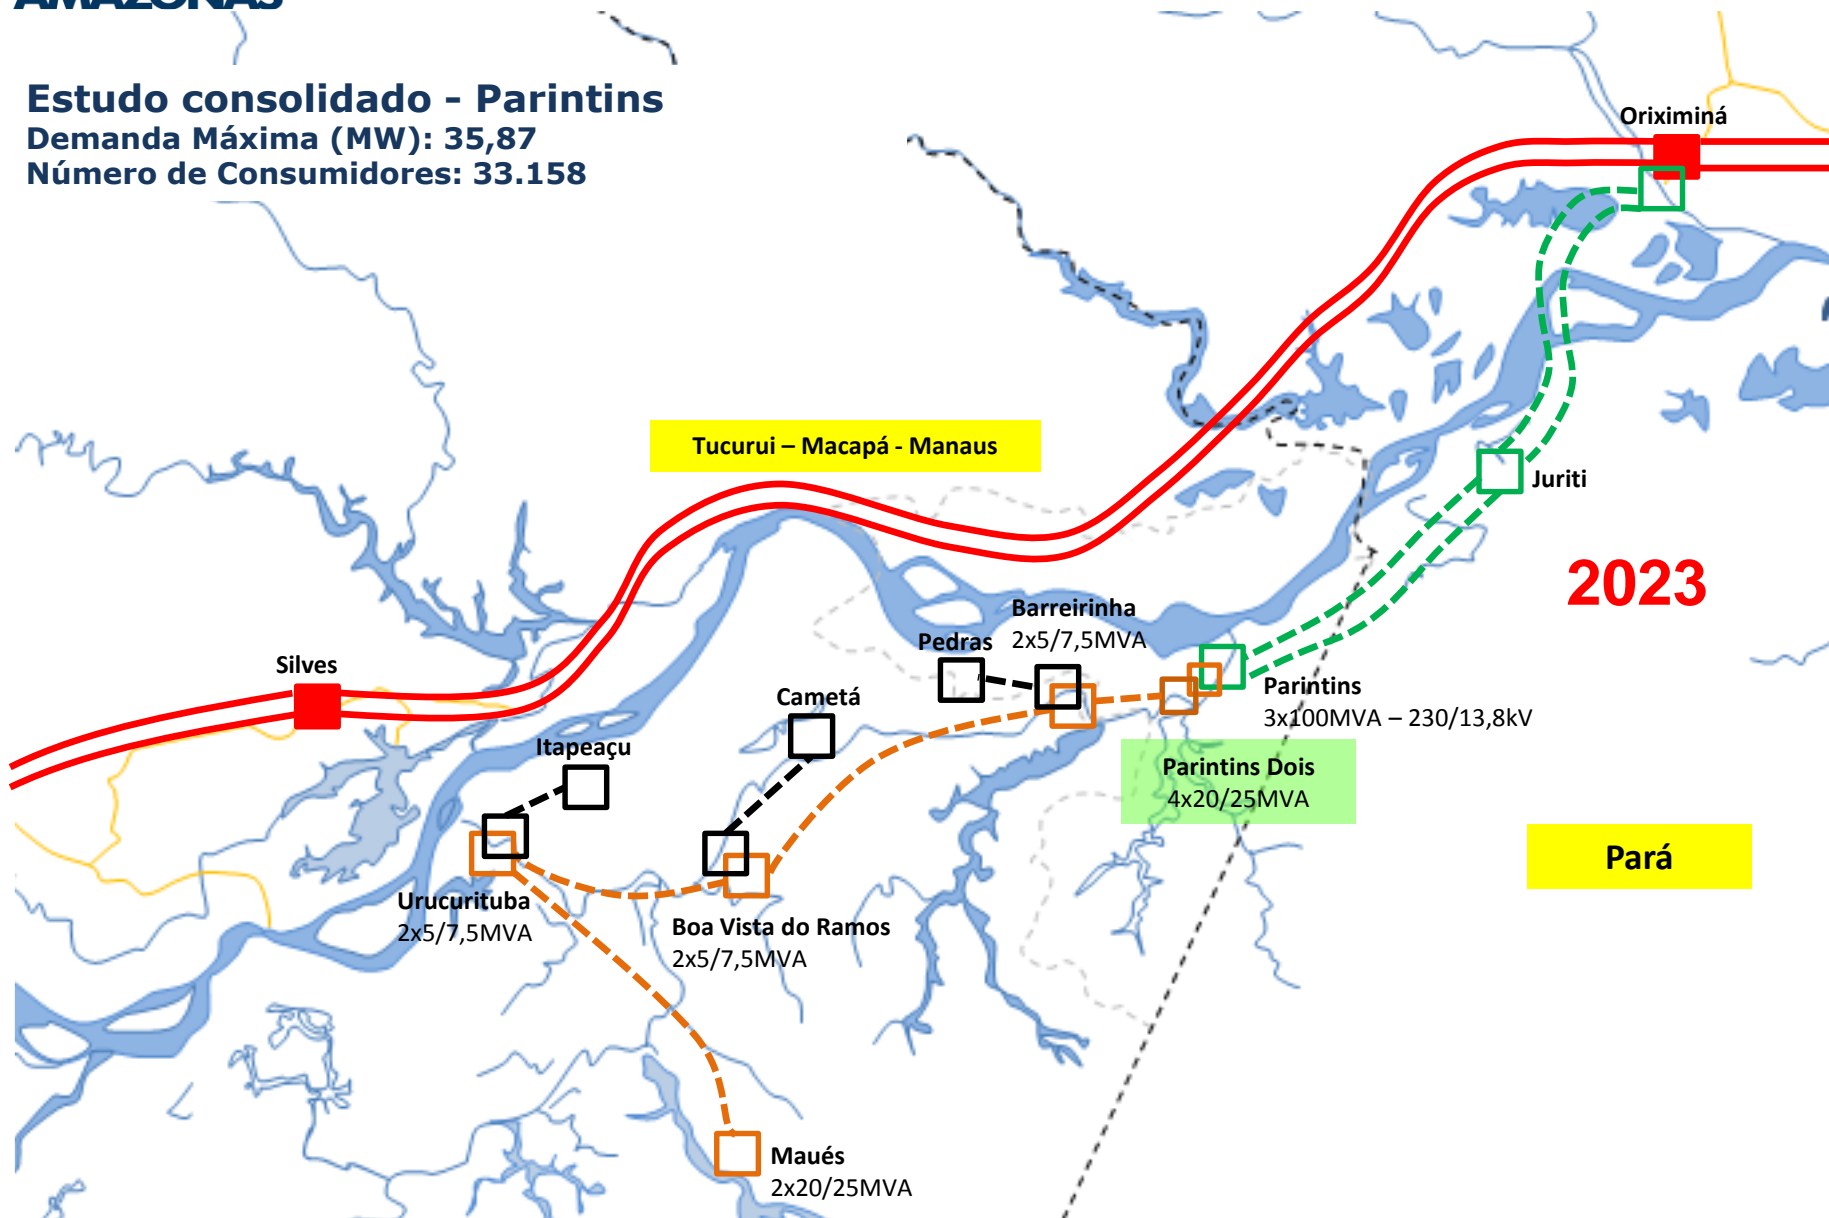 AMAZONAS
Estudo consolidado - Parintins
Demanda Máxima (MW): 35,87
Número de Consumidores: 33.158
Oriximiná
Tucurui – Macapá - Manaus
Juriti
2023
Barreirinha
2x5/7,5MVA
Pedras
Silves
Cametá
Parintins
3x100MVA – 230/13,8kV
Itapeaçu
Parintins Dois
4x20/25MVA
Pará
Urucurituba
2x5/7,5MVA
Boa Vista do Ramos
2x5/7,5MVA
Maués
2x20/25MVA